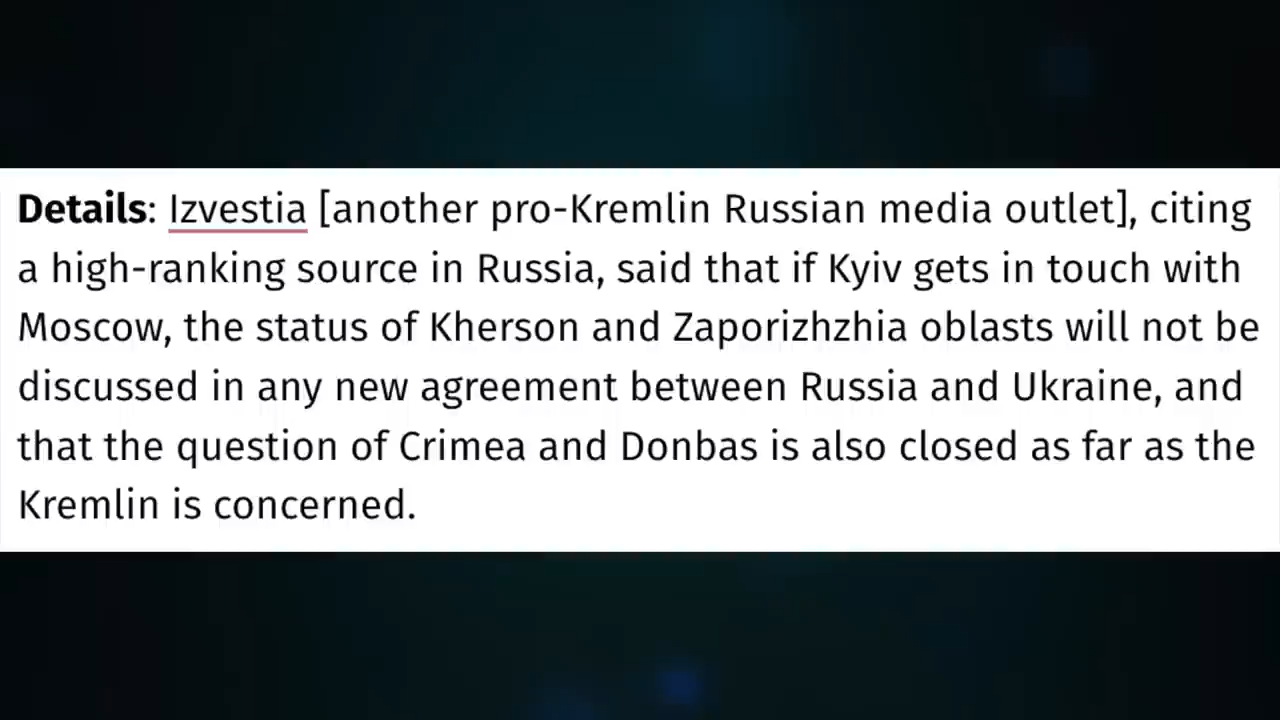 Details: Izvestia [another pro-Kremlin Russian media outlet], citing
a high-ranking source in Russia, said that if Kyiv gets in touch with
Moscow, the status of Kherson and Zaporizhzhia oblasts will not be
discussed in any new agreement between Russia and Ukraine, and
that the question of Crimea and Donbas is also closed as far as the
Kremlin is concerned.